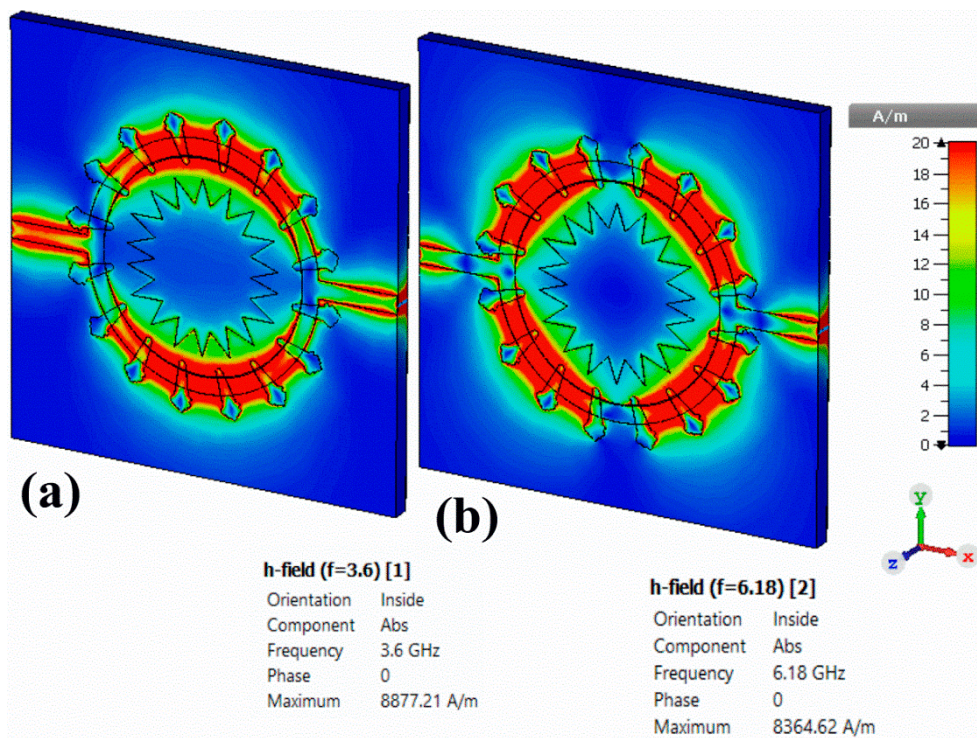 A/m
20
18
16
14
12
10
8
6
4
2
0
(a)
(b)
y
x
z
h-field (f=3.6) [1]
Orientation Inside
Component Abs
Frequency 3.6 GHz
Phase 0
Maximum 8877.21 A/m
h-field (f=6.18) [2]
Orientation Inside
Component Abs
Frequency 6.18 GHz
Phase 0
Maximum 8364.62 A/m